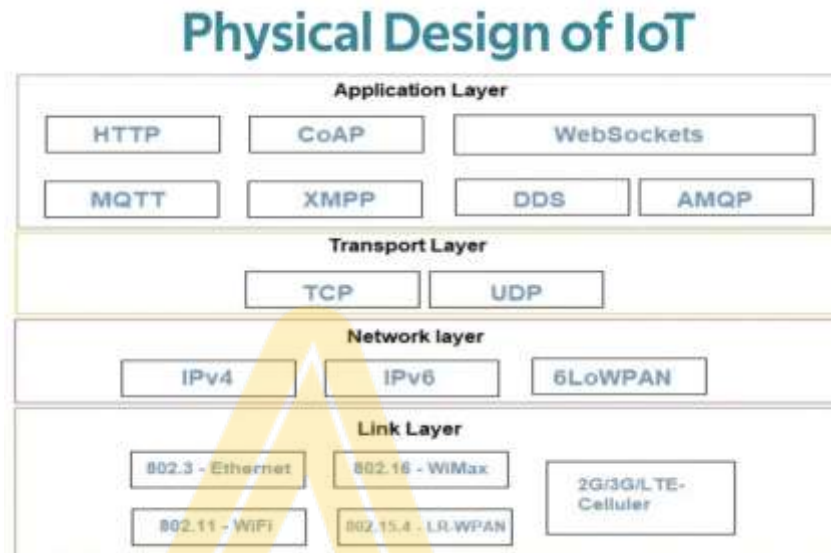 Physical Design of IoT
Application Layer
HTTP CoAP WebSockets
MQTT XMPP DDS AMQP
Transport Layer
TCP UDP
Network layer
IPv4 IPv6 6LoWPAN
Link Layer
802.3 - Ethernet 802.16 - WiMax
2G/3G/LTE-
Celluler
802.11 - WiFi 802.15.4 - LR-WPAN